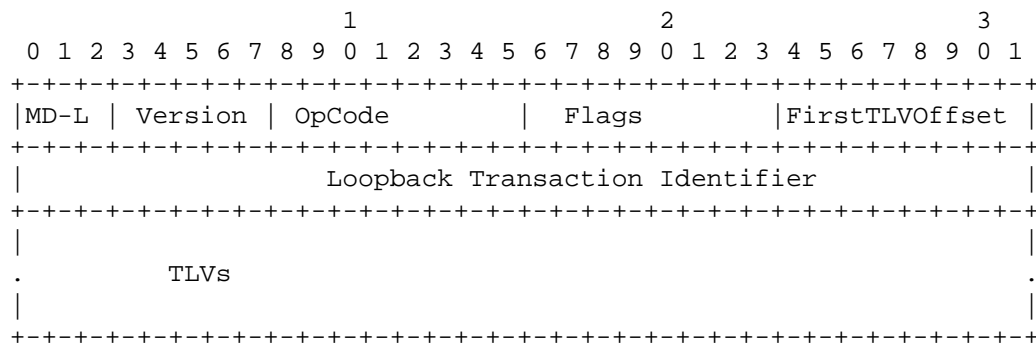 1                   2                   3
 0 1 2 3 4 5 6 7 8 9 0 1 2 3 4 5 6 7 8 9 0 1 2 3 4 5 6 7 8 9 0 1
+-+-+-+-+-+-+-+-+-+-+-+-+-+-+-+-+-+-+-+-+-+-+-+-+-+-+-+-+-+-+-+-+
|MD-L | Version | OpCode        |  Flags        |FirstTLVOffset |
+-+-+-+-+-+-+-+-+-+-+-+-+-+-+-+-+-+-+-+-+-+-+-+-+-+-+-+-+-+-+-+-+
|                   Loopback Transaction Identifier             |
+-+-+-+-+-+-+-+-+-+-+-+-+-+-+-+-+-+-+-+-+-+-+-+-+-+-+-+-+-+-+-+-+
|                                                               |
.         TLVs                                                  .
|                                                               |
+-+-+-+-+-+-+-+-+-+-+-+-+-+-+-+-+-+-+-+-+-+-+-+-+-+-+-+-+-+-+-+-+